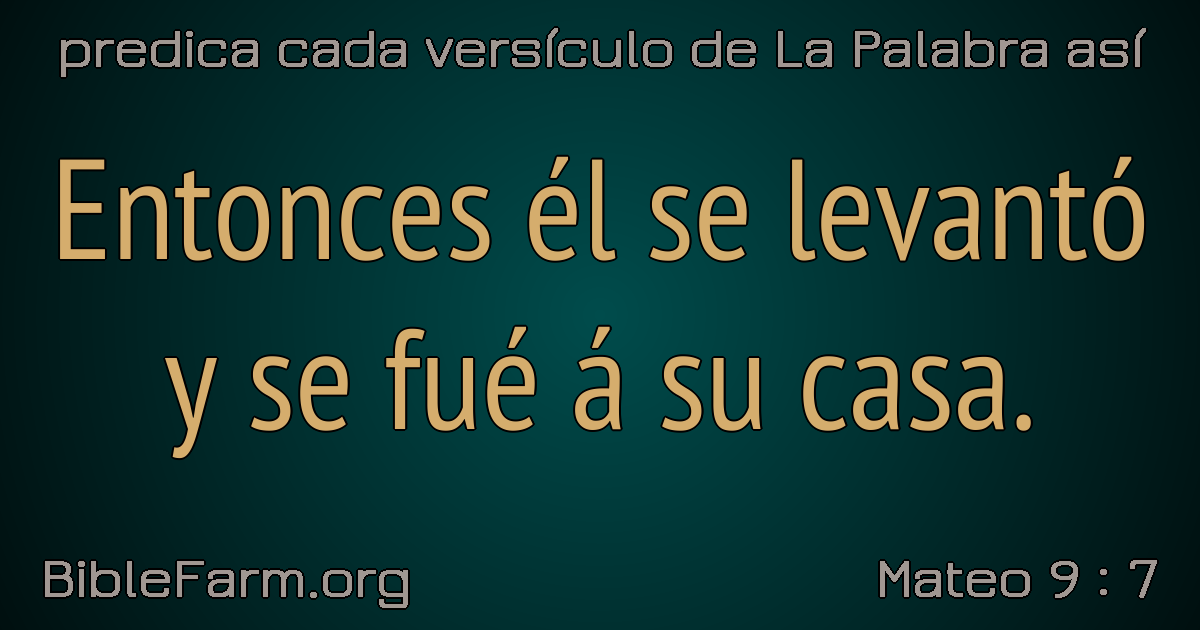 predica cada versículo de La Palabra así
Entonces él se levantó
y se fué á su casa.
BibleFarm.org
Mateo 9 : 7